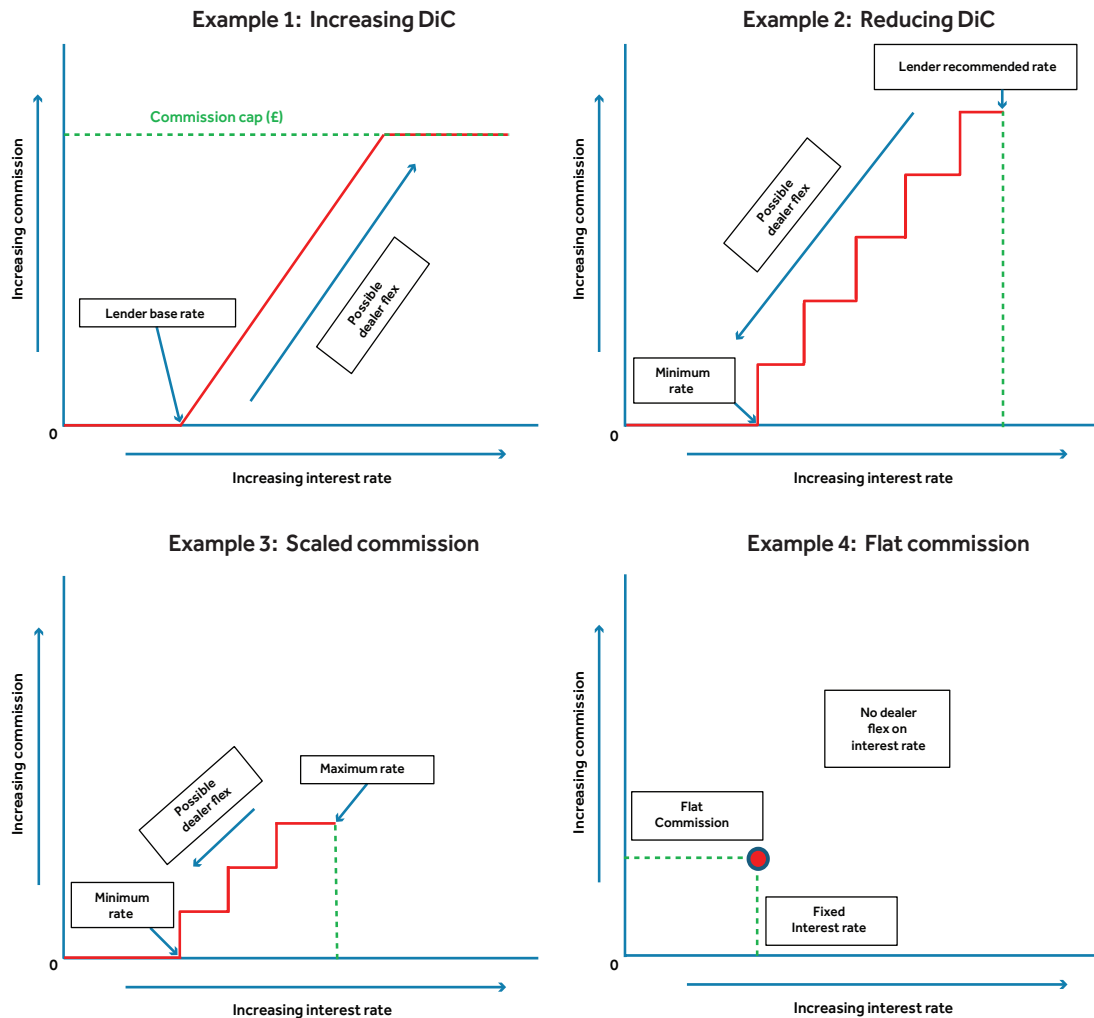 Example 1: Increasing DiC
Increasing commission
Commission cap (£)
Lender base rate
Possible
dealer flex
0
Increasing interest rate
Example 2: Reducing DiC
Increasing commission
Lender recommended rate
Possible
dealer flex
Minimum
rate
0
Increasing interest rate
Example 3: Scaled commission
Increasing commission
Possible
dealer flex
Maximum rate
Minimum
rate
0
Increasing interest rate
Example 4: Flat commission
Increasing commission
No dealer
flex on
interest rate
Flat
Commission
Fixed
Interest rate
0
Increasing interest rate